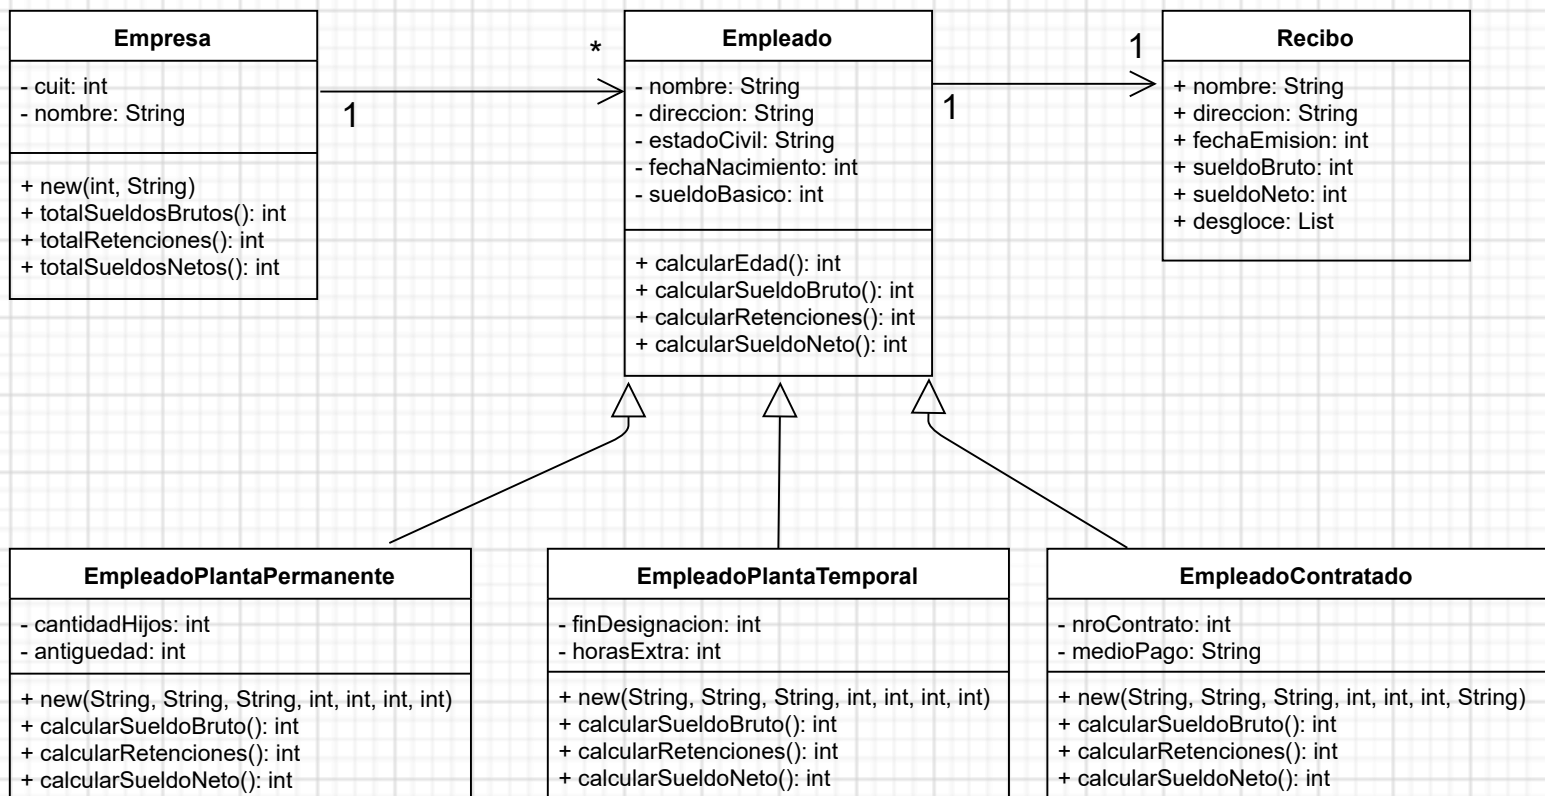 Empresa
- cuit: int
- nombre: String
+ new(int, String)
+ totalSueldosBrutos(): int
+ totalRetenciones(): int
+ totalSueldosNetos(): int
1
*
Empleado
- nombre: String
- direccion: String
- estadoCivil: String
- fechaNacimiento: int
- sueldoBasico: int
+ calcularEdad(): int
+ calcularSueldoBruto(): int
+ calcularRetenciones(): int
+ calcularSueldoNeto(): int
1
1
Recibo
+ nombre: String
+ direccion: String
+ fechaEmision: int
+ sueldoBruto: int
+ sueldoNeto: int
+ desgloce: List
EmpleadoPlantaPermanente
- cantidadHijos: int
- antiguedad: int
+ new(String, String, String, int, int, int, int)
+ calcularSueldoBruto(): int
+ calcularRetenciones(): int
+ calcularSueldoNeto(): int
EmpleadoPlantaTemporal
- finDesignacion: int
- horasExtra: int
+ new(String, String, String, int, int, int, int)
+ calcularSueldoBruto(): int
+ calcularRetenciones(): int
+ calcularSueldoNeto(): int
EmpleadoContratado
- nroContrato: int
- medioPago: String
+ new(String, String, String, int, int, int, String)
+ calcularSueldoBruto(): int
+ calcularRetenciones(): int
+ calcularSueldoNeto(): int